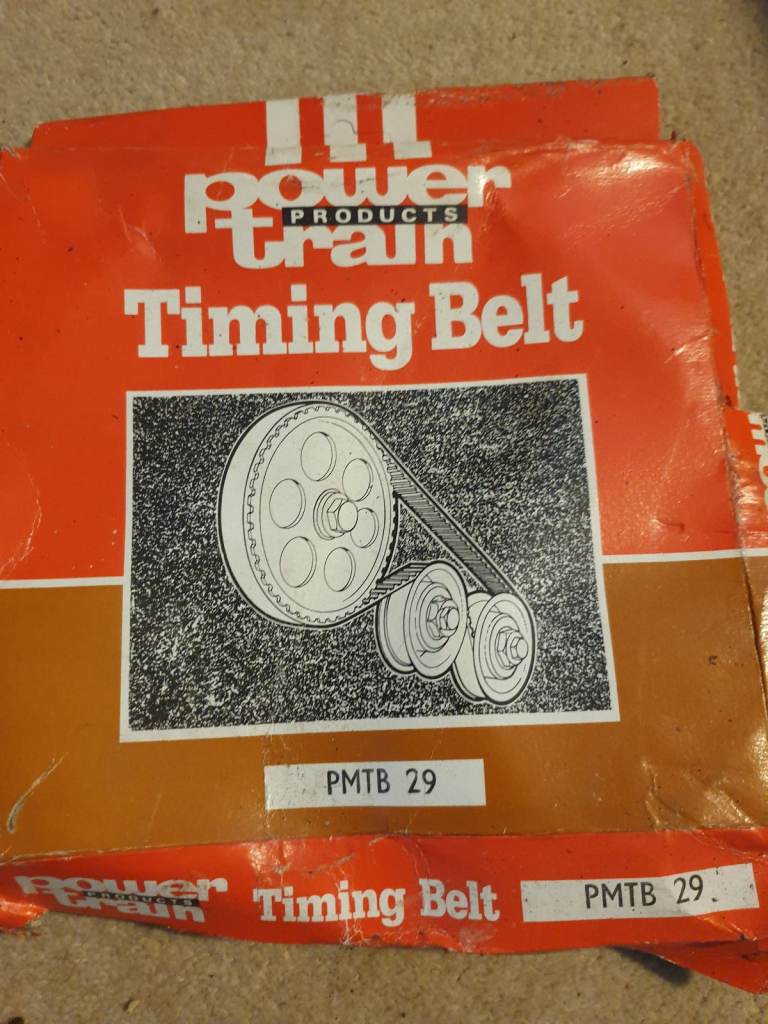 power
PRODUCTS
train
Timing Belt
PMTB 29
power
PRODUCTS
train
Timing Belt
PMTB 29